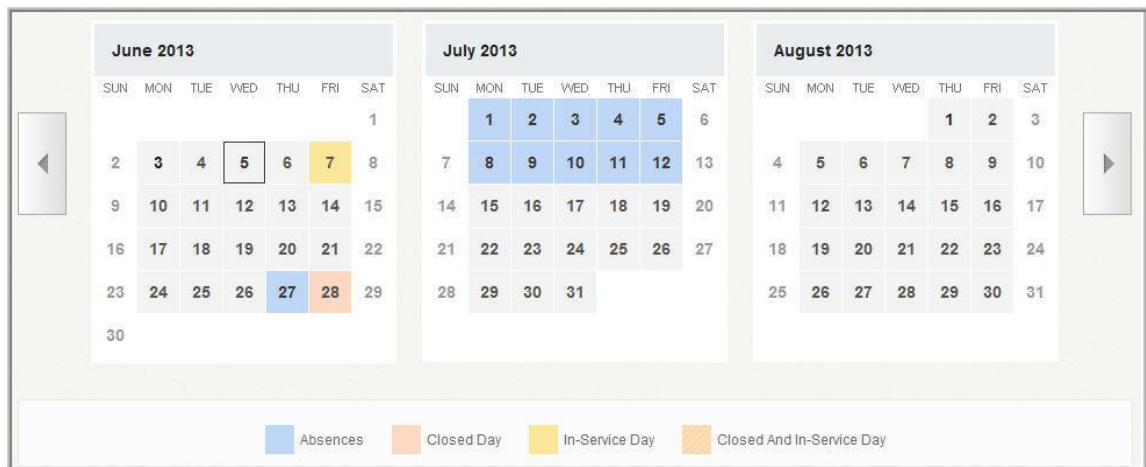 June 2013
SUN MON TUE WED THU FRI SAT
1
2 3 4 5 6 7 8
9 10 11 12 13 14 15
16 17 18 19 20 21 22
23 24 25 26 27 28 29
30
July 2013
SUN MON TUE WED THU FRI SAT
1 2 3 4 5 6
7 8 9 10 11 12 13
14 15 16 17 18 19 20
21 22 23 24 25 26 27
28 29 30 31
August 2013
SUN MON TUE WED THU FRI SAT
1 2 3
4 5 6 7 8 9 10
11 12 13 14 15 16 17
18 19 20 21 22 23 24
25 26 27 28 29 30 31
Absences Closed Day In-Service Day Closed And In-Service Day